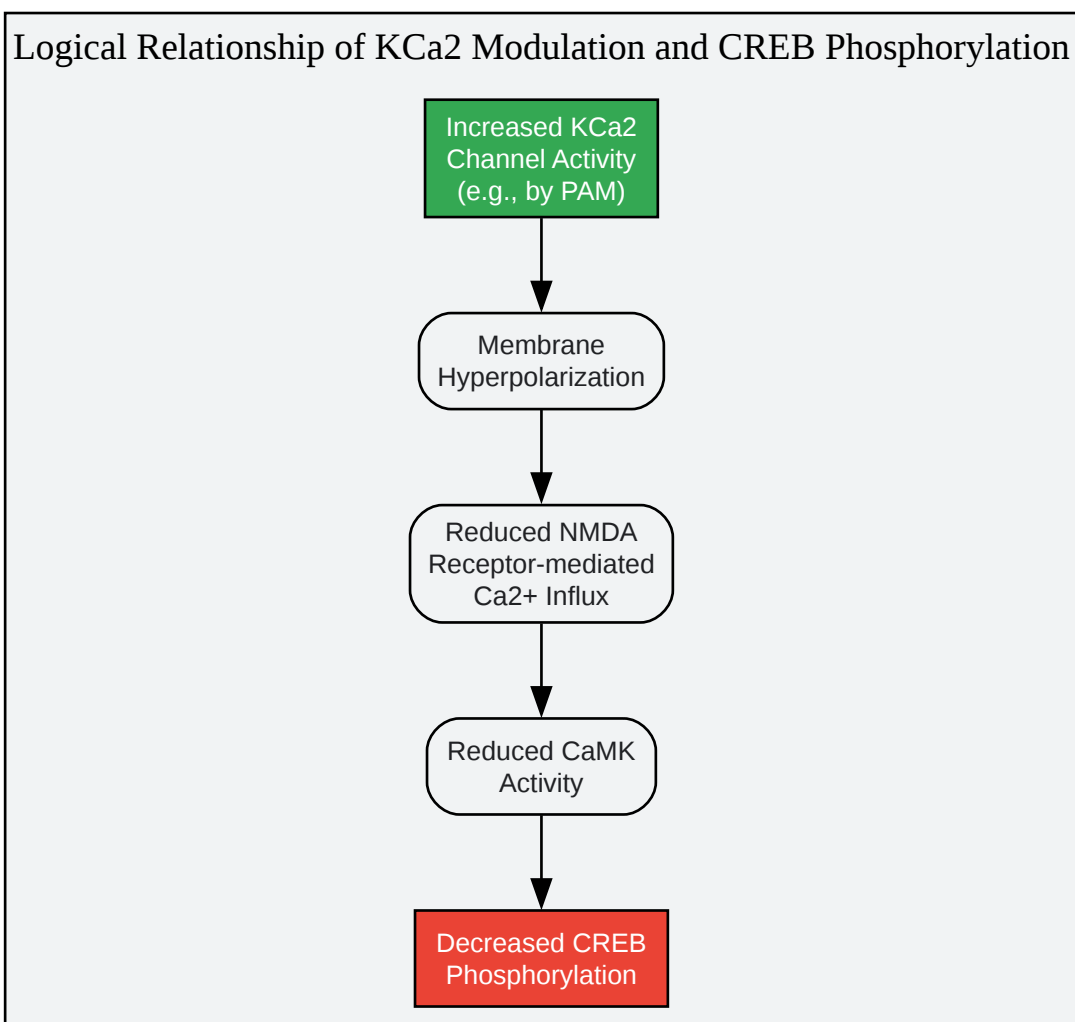 Logical Relationship of KCa2 Modulation and CREB Phosphorylation
Increased KCa2
Channel Activity
(e.g., by PAM)
Membrane
Hyperpolarization
Reduced NMDA
Receptor-mediated
Ca2+ Influx
Reduced CaMK
Activity
Decreased CREB
Phosphorylation